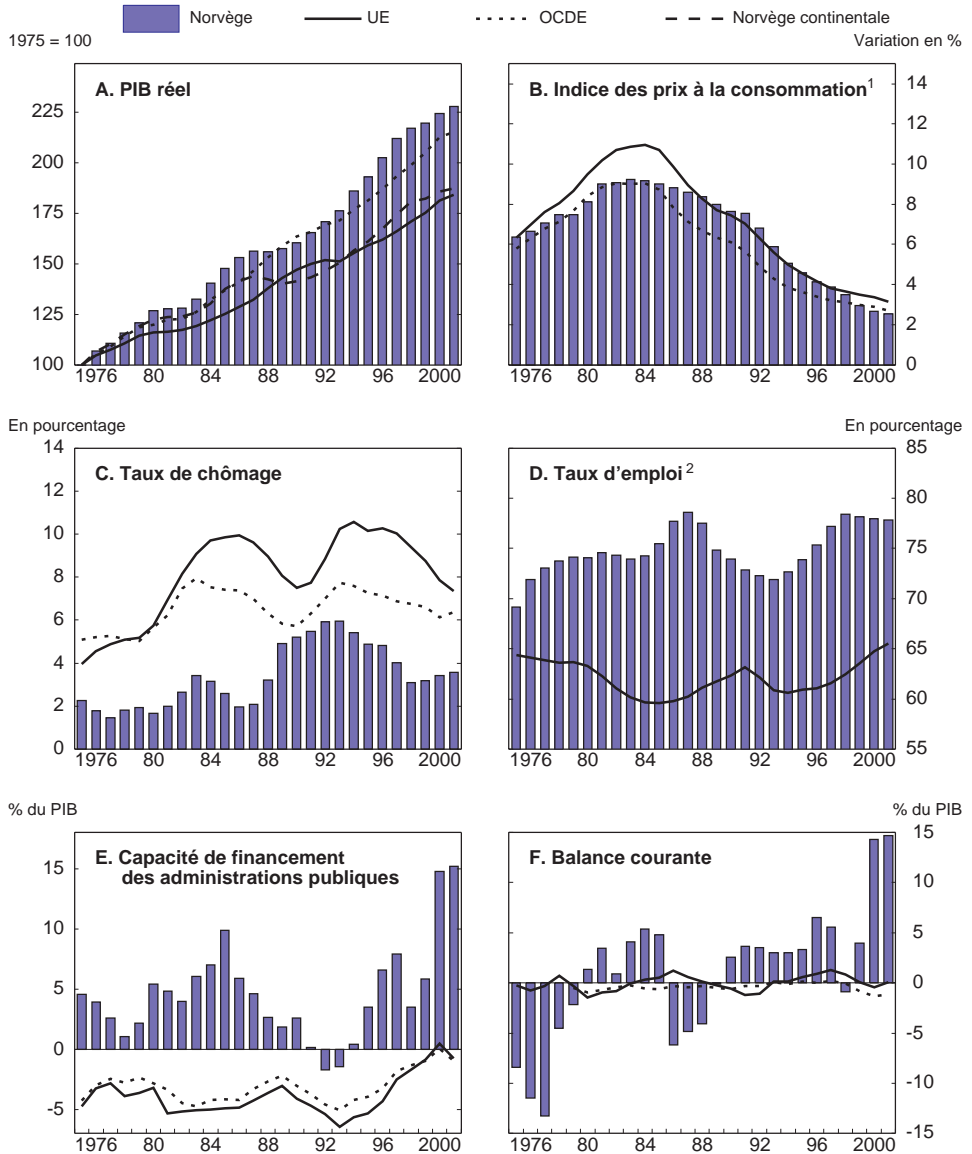 Norvège UE OCDE Norvège continentale
1975 = 100 Variation en %
A. PIB réel
225
200
175
150
125
100
1976 80 84 88 92 96 2000
B. Indice des prix à la consommation1
14
12
10
8
6
4
2
0
1976 80 84 88 92 96 2000
En pourcentage En pourcentage
C. Taux de chômage
14
12
10
8
6
4
2
0
1976 80 84 88 92 96 2000
D. Taux d'emploi 2
85
80
75
70
65
60
55
1976 80 84 88 92 96 2000
% du PIB % du PIB
E. Capacité de financement
des administrations publiques
15
10
5
0
-5
1976 80 84 88 92 96 2000
F. Balance courante
15
10
5
0
-5
-10
-15
1976 80 84 88 92 96 2000